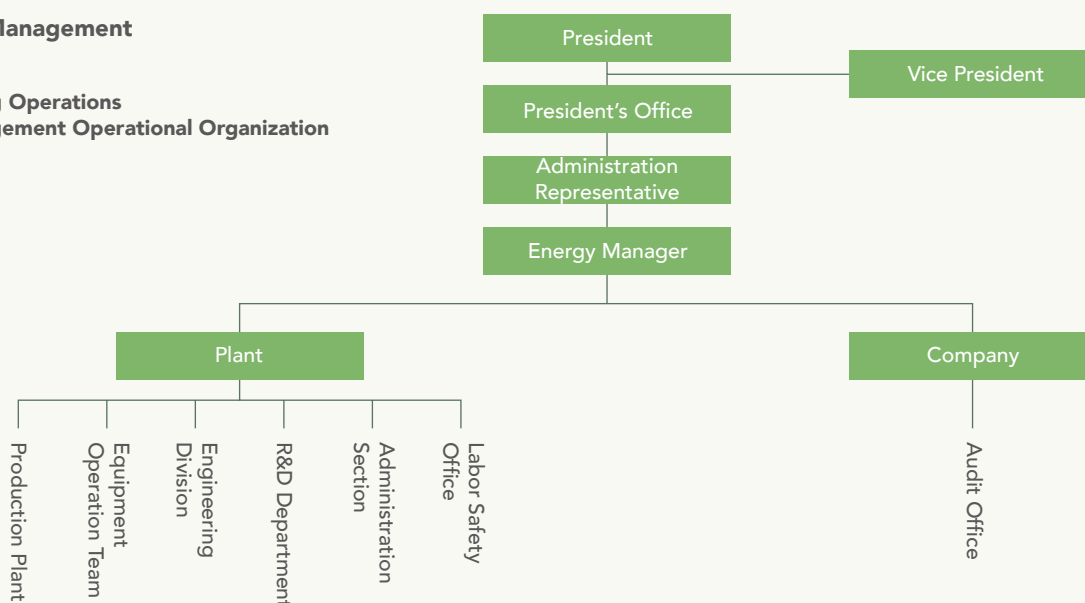 Management
Operations
gement Operational Organization
President
Vice President
President's Office
Administration
Representative
Energy Manager
Plant
Company
Production Plant
Equipment
Operation Team
Engineering
Division
R&D Department
Administration
Section
Labor Safety
Office
Audit Office